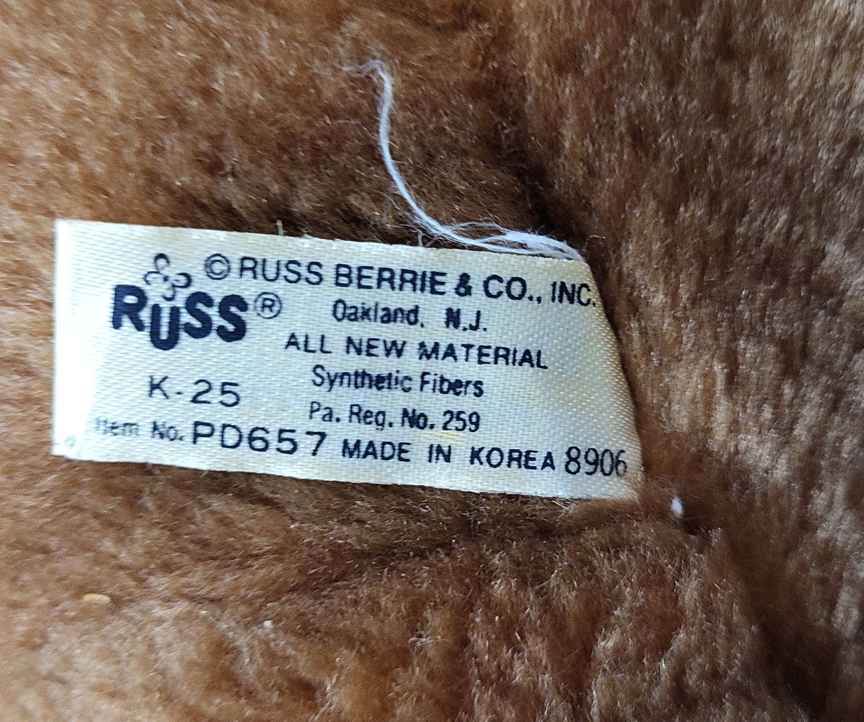 © RUSS BERRIE & CO., INC.
RUSS®
Oakland, N.J.
ALL NEW MATERIAL
Synthetic Fibers
K-25
Pa. Reg. No. 259
Item No. PD657 MADE IN KOREA 8906